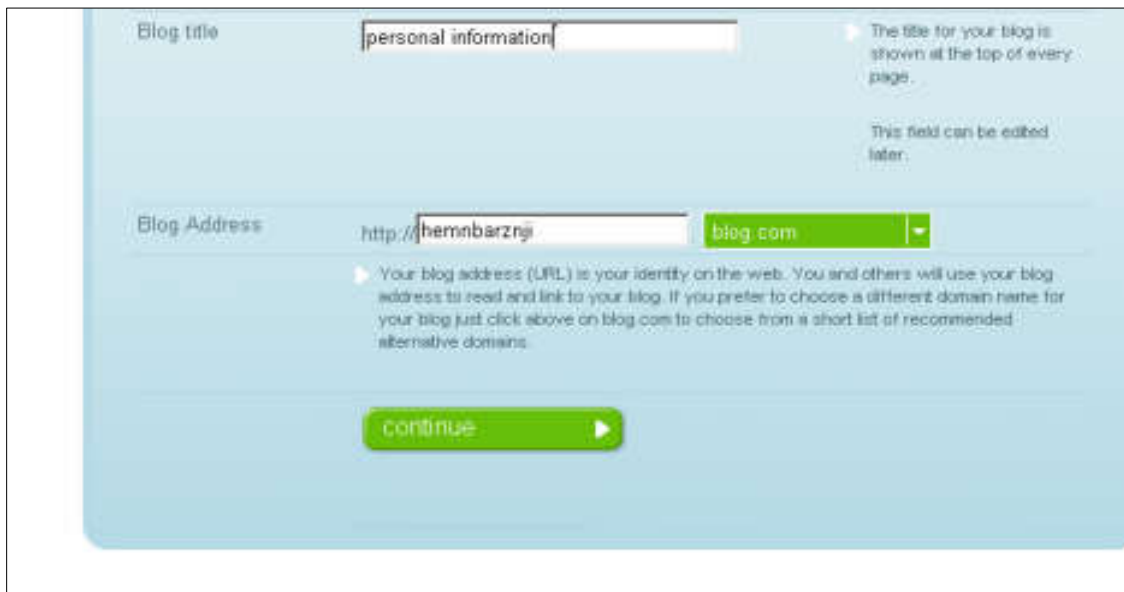 Blog title
personal information
The title for your blog is
shown at the top of every
page.
This field can be edited
later.
Blog Address
http://hemnbarznji
blog.com
Your blog address (URL) is your identity on the web. You and others will use your blog
address to read and link to your blog. If you prefer to choose a different domain name for
your blog just click above on blog.com to choose from a short list of recommended
alternative domains.
continue